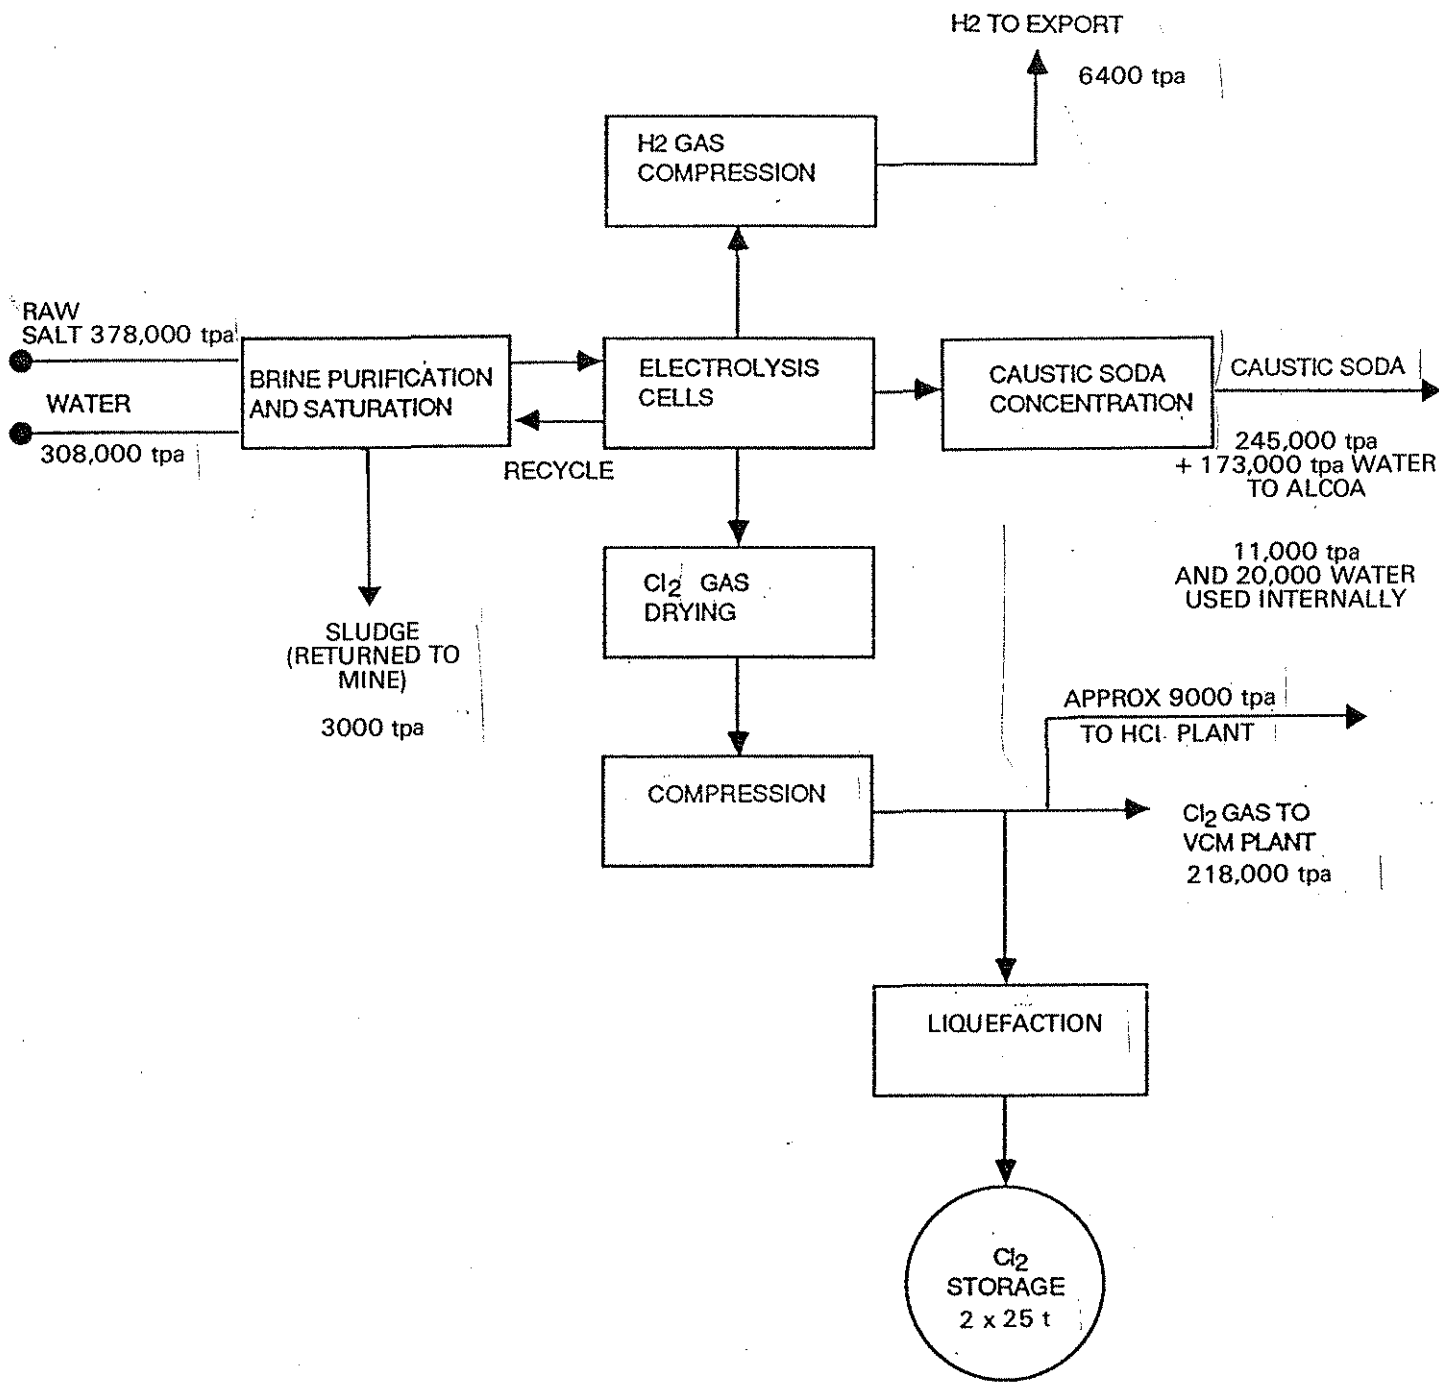 H2 TO EXPORT
6400 tpa
H2 GAS
COMPRESSION
RAW
SALT 378,000 tpa
WATER
308,000 tpa
BRINE PURIFICATION
AND SATURATION
ELECTROLYSIS
CELLS
CAUSTIC SODA
CONCENTRATION
CAUSTIC SODA
245,000 tpa
+ 173,000 tpa WATER
TO ALCOA
11,000 tpa
AND 20,000 WATER
USED INTERNALLY
RECYCLE
SLUDGE
(RETURNED TO
MINE)
3000 tpa
Cl2 GAS
DRYING
COMPRESSION
APPROX 9000 tpa
TO HCl PLANT
Cl2 GAS TO
VCM PLANT
218,000 tpa
LIQUEFACTION
Cl2
STORAGE
2 x 25 t